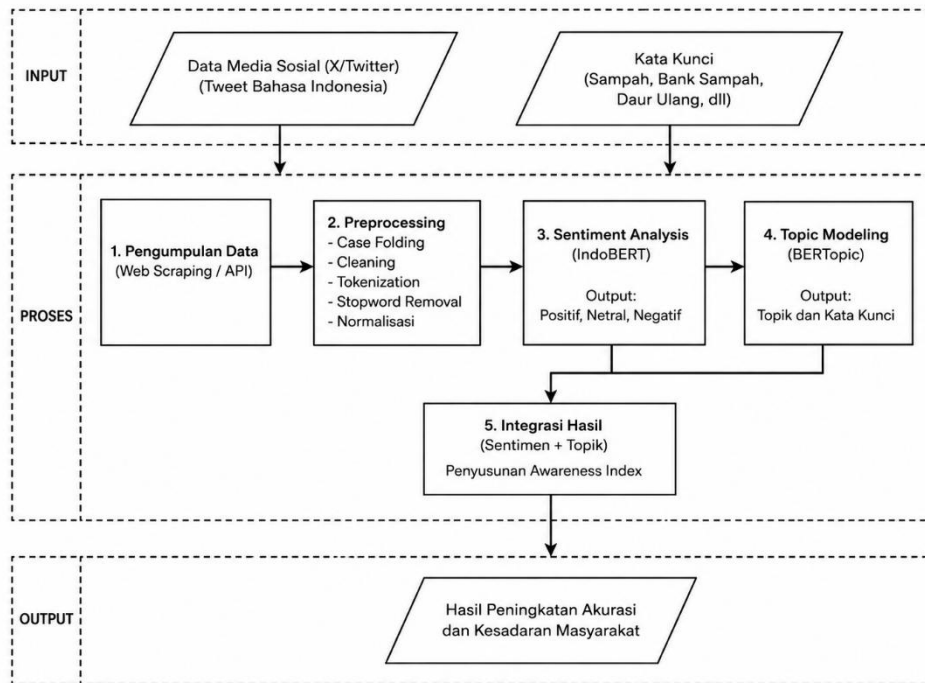 INPUT
Data Media Sosial (X/Twitter)
(Tweet Bahasa Indonesia)
Kata Kunci
(Sampah, Bank Sampah,
Daur Ulang, dll)
PROSES
1. Pengumpulan Data
(Web Scraping / API)
2. Preprocessing
- Case Folding
- Cleaning
- Tokenization
- Stopword Removal
- Normalisasi
3. Sentiment Analysis
(IndoBERT)
Output:
Positif, Netral, Negatif
4. Topic Modeling
(BERTopic)
Output:
Topik dan Kata Kunci
5. Integrasi Hasil
(Sentimen + Topik)
Penyusunan Awareness Index
OUTPUT
Hasil Peningkatan Akurasi
dan Kesadaran Masyarakat